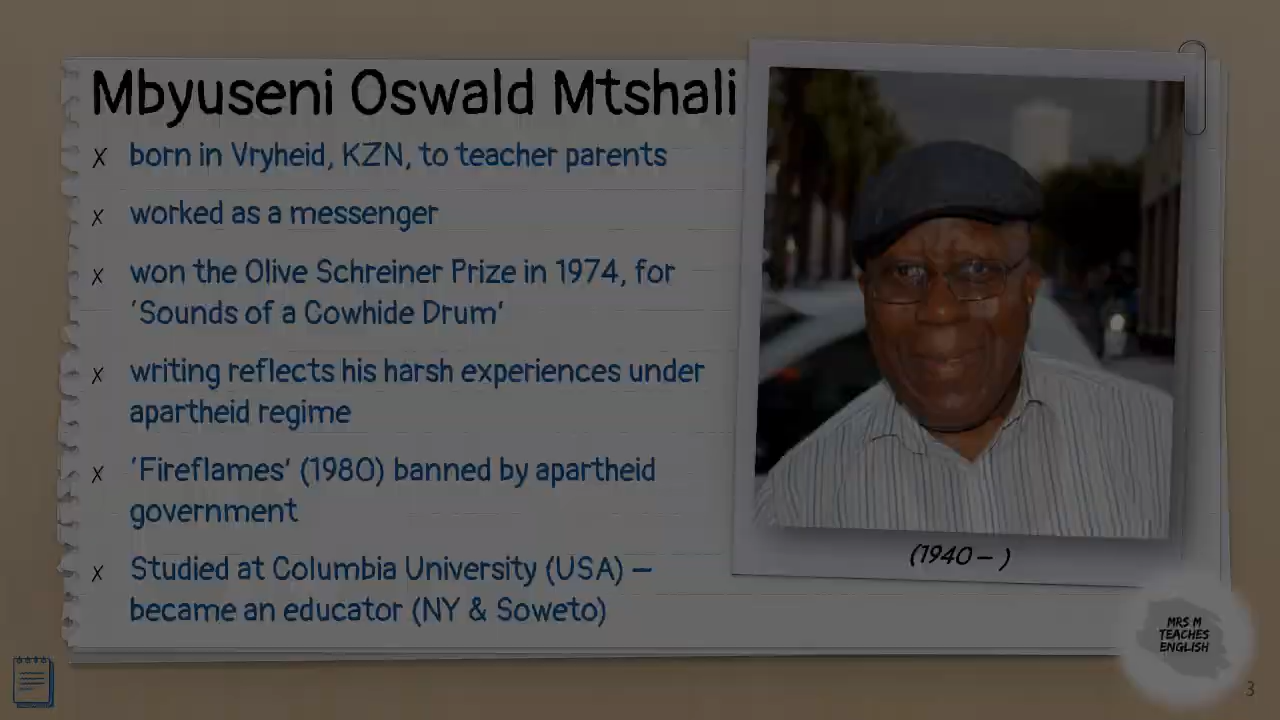 Mbyuseni Oswald Mtshali
x born in Vryheid, KZN, to teacher parents
x worked as a messenger
x won the Olive Schreiner Prize in 1974, for
'Sounds of a Cowhide Drum'
x writing reflects his harsh experiences under
apartheid regime
x 'Fireflames' (1980) banned by apartheid
government
x Studied at Columbia University (USA) –
became an educator (NY & Soweto)
(1940 – )
MRS M
TEACHES
ENGLISH
3